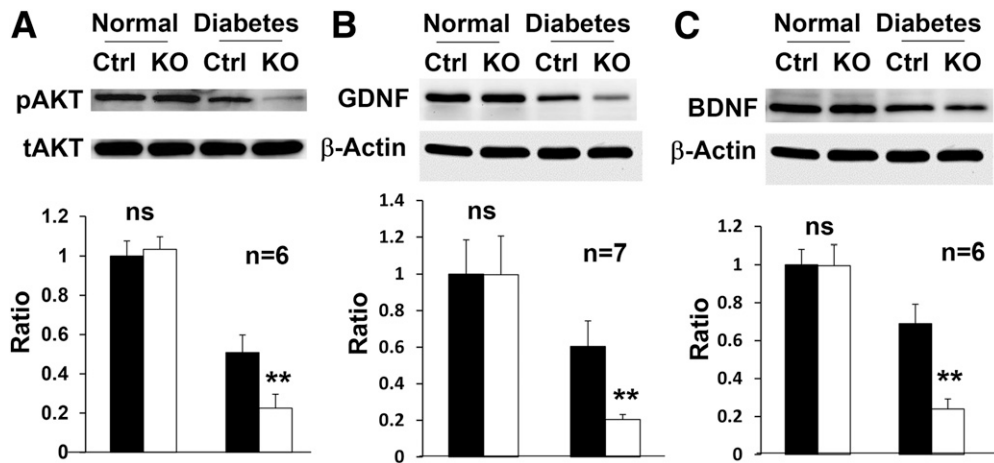 A
Normal Diabetes
Ctrl KO Ctrl KO
pAKT
tAKT
Ratio
1.2
1
0.8
0.6
0.4
0.2
0
ns
n=6
**
B
Normal Diabetes
Ctrl KO Ctrl KO
GDNF
β-Actin
Ratio
1.4
1.2
1
0.8
0.6
0.4
0.2
0
ns
n=7
**
C
Normal Diabetes
Ctrl KO Ctrl KO
BDNF
β-Actin
Ratio
1.2
1
0.8
0.6
0.4
0.2
0
ns
n=6
**